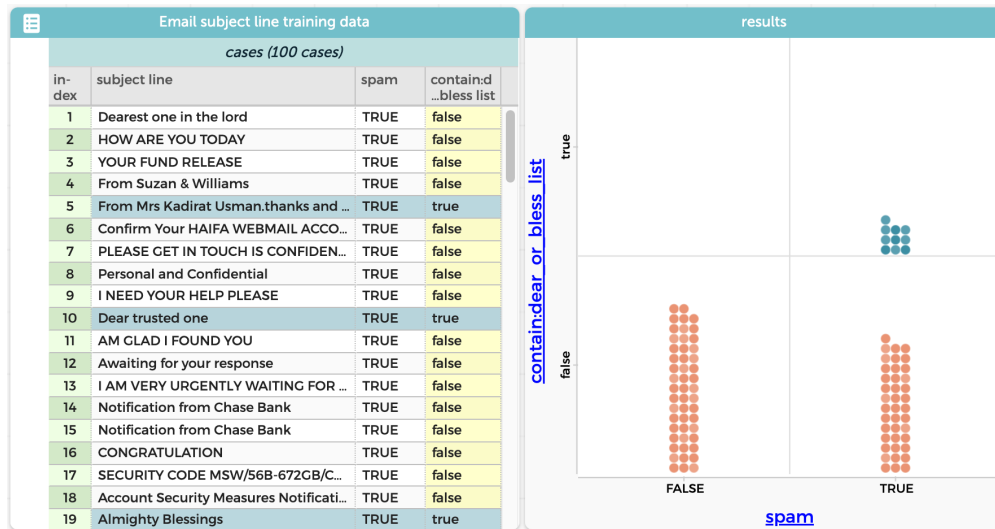 Email subject line training data
cases (100 cases)
in-
dex subject line spam contain:d
...bless list
1 Dearest one in the lord TRUE false
2 HOW ARE YOU TODAY TRUE false
3 YOUR FUND RELEASE TRUE false
4 From Suzan & Williams TRUE false
5 From Mrs Kadirat Usman.thanks and ... TRUE true
6 Confirm Your HAIFA WEBMAIL ACCO... TRUE false
7 PLEASE GET IN TOUCH IS CONFIDEN... TRUE false
8 Personal and Confidential TRUE false
9 I NEED YOUR HELP PLEASE TRUE false
10 Dear trusted one TRUE true
11 AM GLAD I FOUND YOU TRUE false
12 Awaiting for your response TRUE false
13 I AM VERY URGENTLY WAITING FOR ... TRUE false
14 Notification from Chase Bank TRUE false
15 Notification from Chase Bank TRUE false
16 CONGRATULATION TRUE false
17 SECURITY CODE MSW/56B-672GB/C... TRUE false
18 Account Security Measures Notificati... TRUE false
19 Almighty Blessings TRUE true
results
contain:dear_or_bless_list
true
false
FALSE TRUE
spam